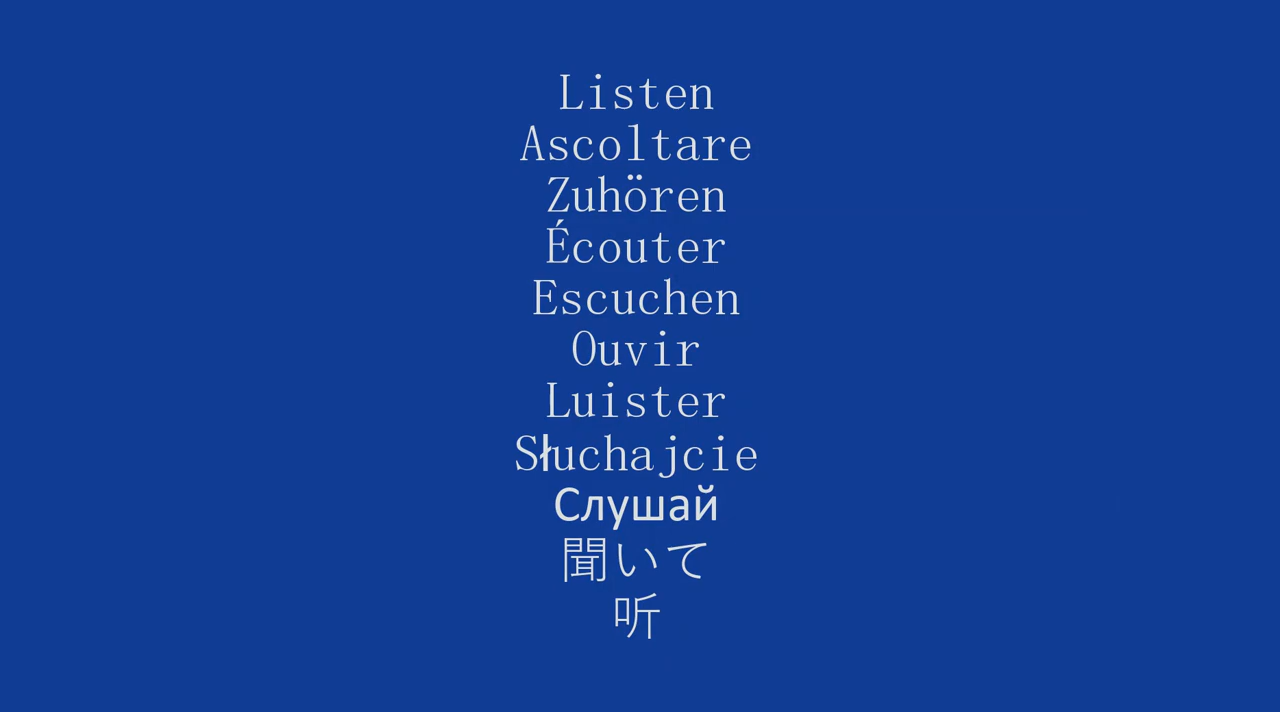 Listen
Ascoltare
Zuhören
Écouter
Escuchen
Ouvir
Luister
Słuchajcie
Слушай
聞いて
听